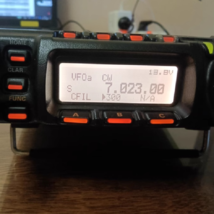 13.8V
VFOa CW
S 7.023.00
CFIL 300 N/A
A B C